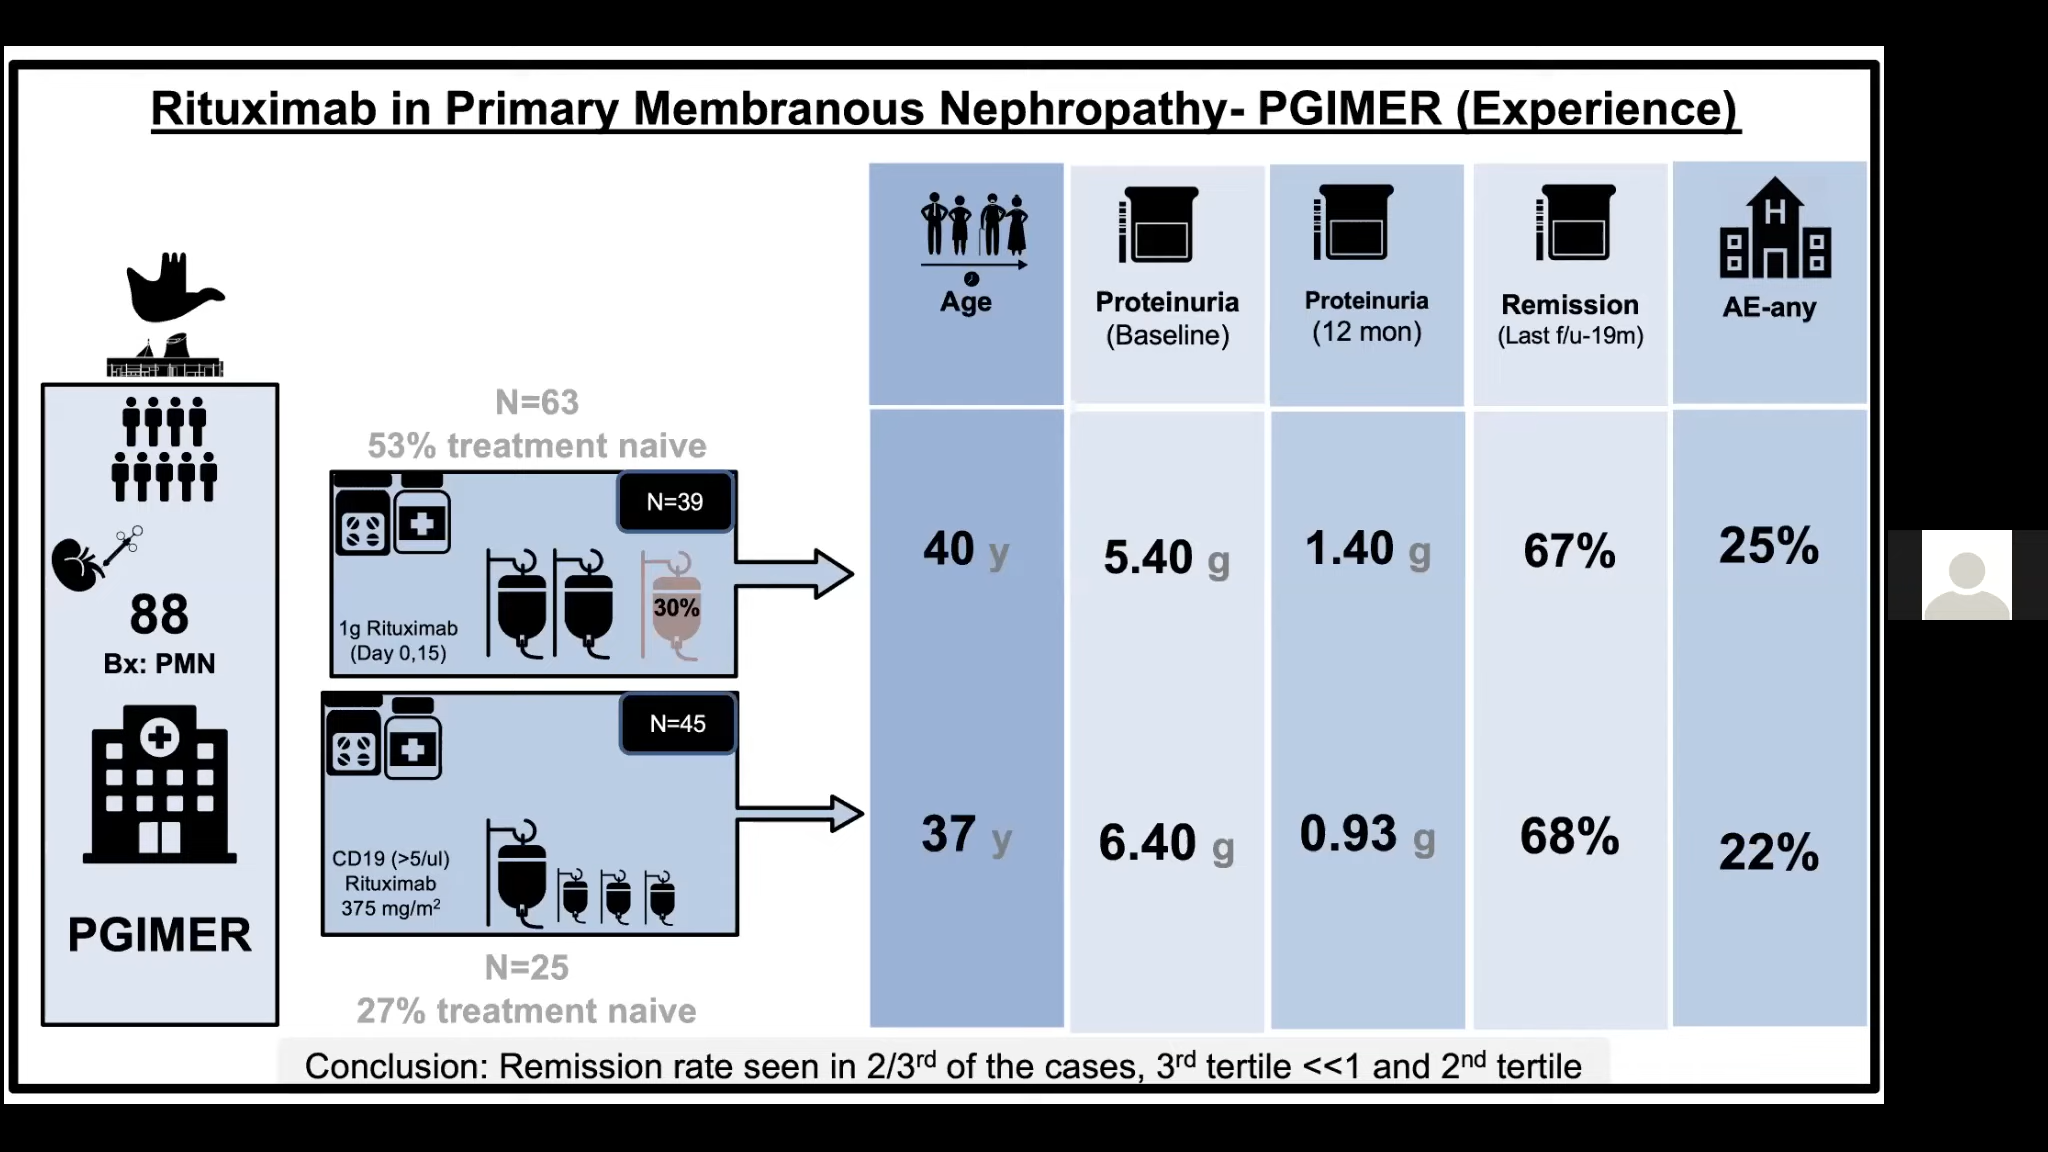 Rituximab in Primary Membranous Nephropathy- PGIMER (Experience)
88
Bx: PMN
PGIMER
N=63
53% treatment naive
N=39
30%
1g Rituximab
(Day 0,15)
N=45
CD19 (>5/ul)
Rituximab
375 mg/m²
N=25
27% treatment naive
Age
Proteinuria
(Baseline)
Proteinuria
(12 mon)
Remission
(Last f/u-19m)
H
AE-any
40 y
5.40 g
1.40 g
67%
25%
37 y
6.40 g
0.93 g
68%
22%
Conclusion: Remission rate seen in 2/3rd of the cases, 3rd tertile <<1 and 2nd tertile